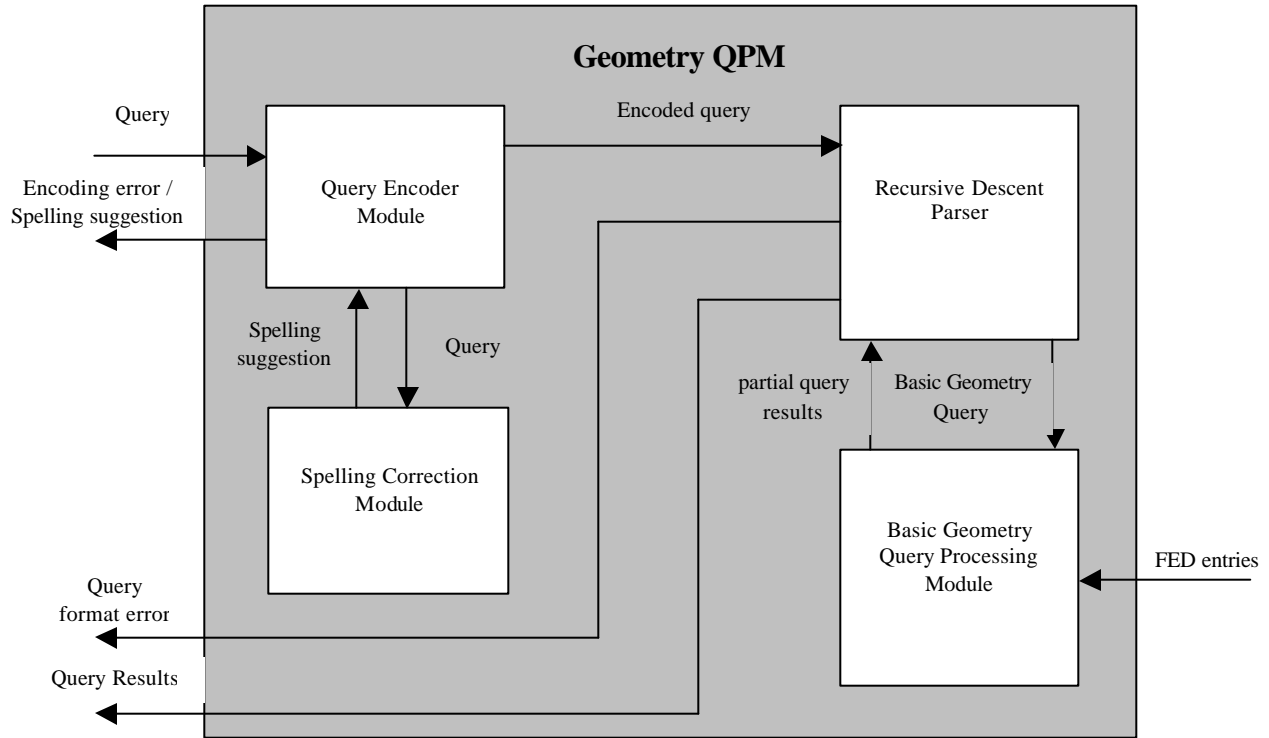 Geometry QPM
Query
Encoded query
Encoding error /
Spelling suggestion
Query Encoder
Module
Recursive Descent
Parser
Spelling
suggestion
Query
partial query
results
Basic Geometry
Query
Spelling Correction
Module
Basic Geometry
Query Processing
Module
FED entries
Query
format error
Query Results